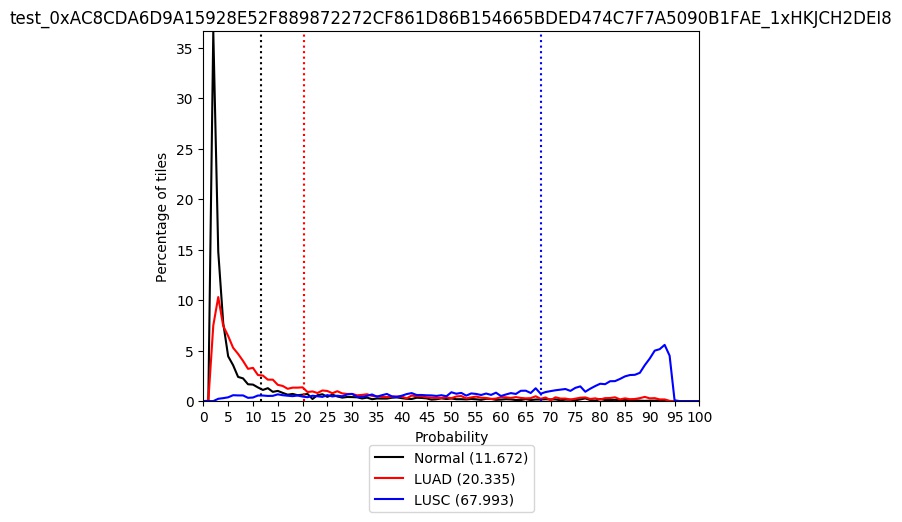 test_0xAC8CDA6D9A15928E52F889872272CF861D86B154665BDED474C7F7A5090B1FAE_1xHKJCH2DEI8
35
30
25
20
15
10
5
0
Percentage of tiles
0 5 10 15 20 25 30 35 40 45 50 55 60 65 70 75 80 85 90 95 100
Probability
Normal (11.672)
LUAD (20.335)
LUSC (67.993)